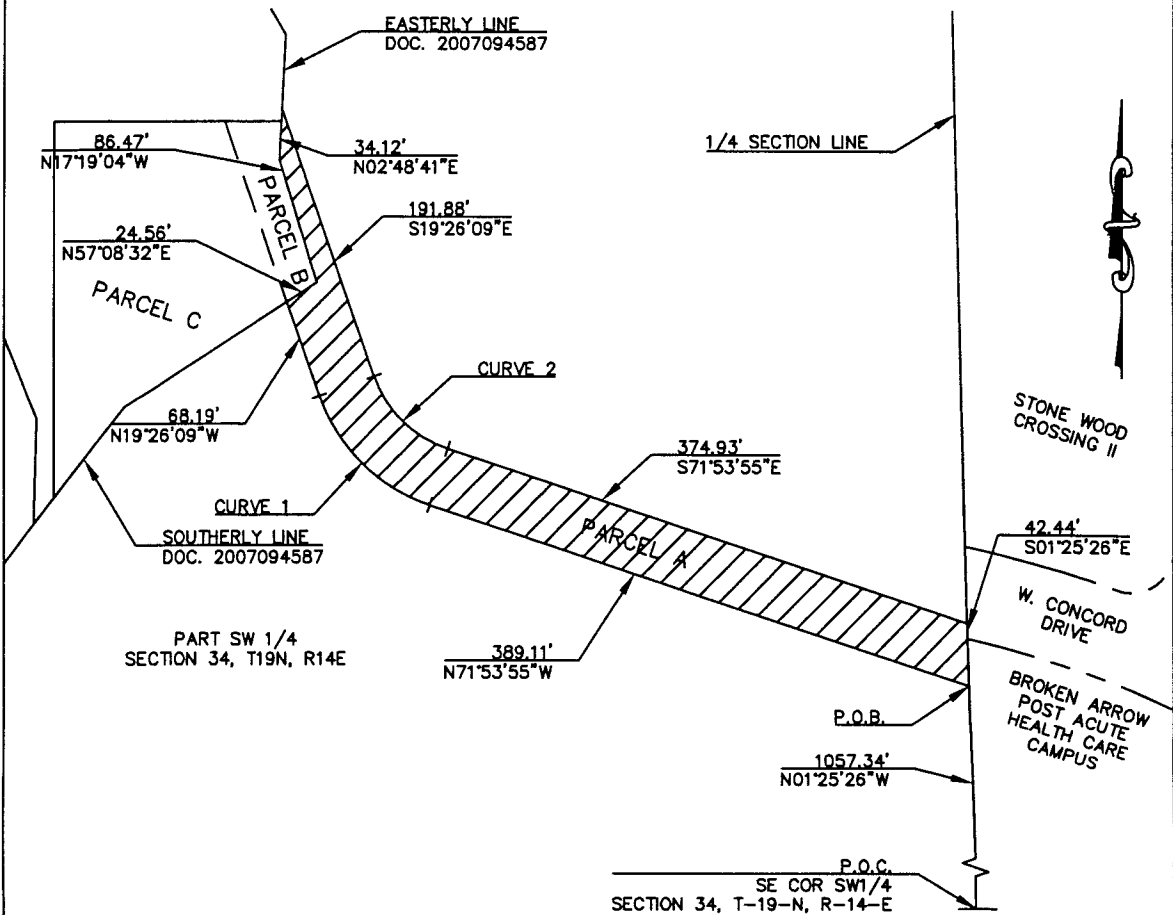 EASTERLY LINE
DOC. 2007094587
86.47'
N17°19'04"W
34.12'
N02°48'41"E
1/4 SECTION LINE
PARCEL B
191.88'
S19°26'09"E
24.56'
N57°08'32"E
PARCEL C
CURVE 2
STONE WOOD
CROSSING II
68.19'
N19°26'09"W
374.93'
S71°53'55"E
CURVE 1
SOUTHERLY LINE
DOC. 2007094587
PARCEL A
42.44'
S01°25'26"E
W. CONCORD
DRIVE
PART SW 1/4
SECTION 34, T19N, R14E
389.11'
N71°53'55"W
BROKEN ARROW
POST ACUTE
HEALTH CARE
CAMPUS
P.O.B.
1057.34'
N01°25'26"W
P.O.C.
SE COR SW1/4
SECTION 34, T-19-N, R-14-E